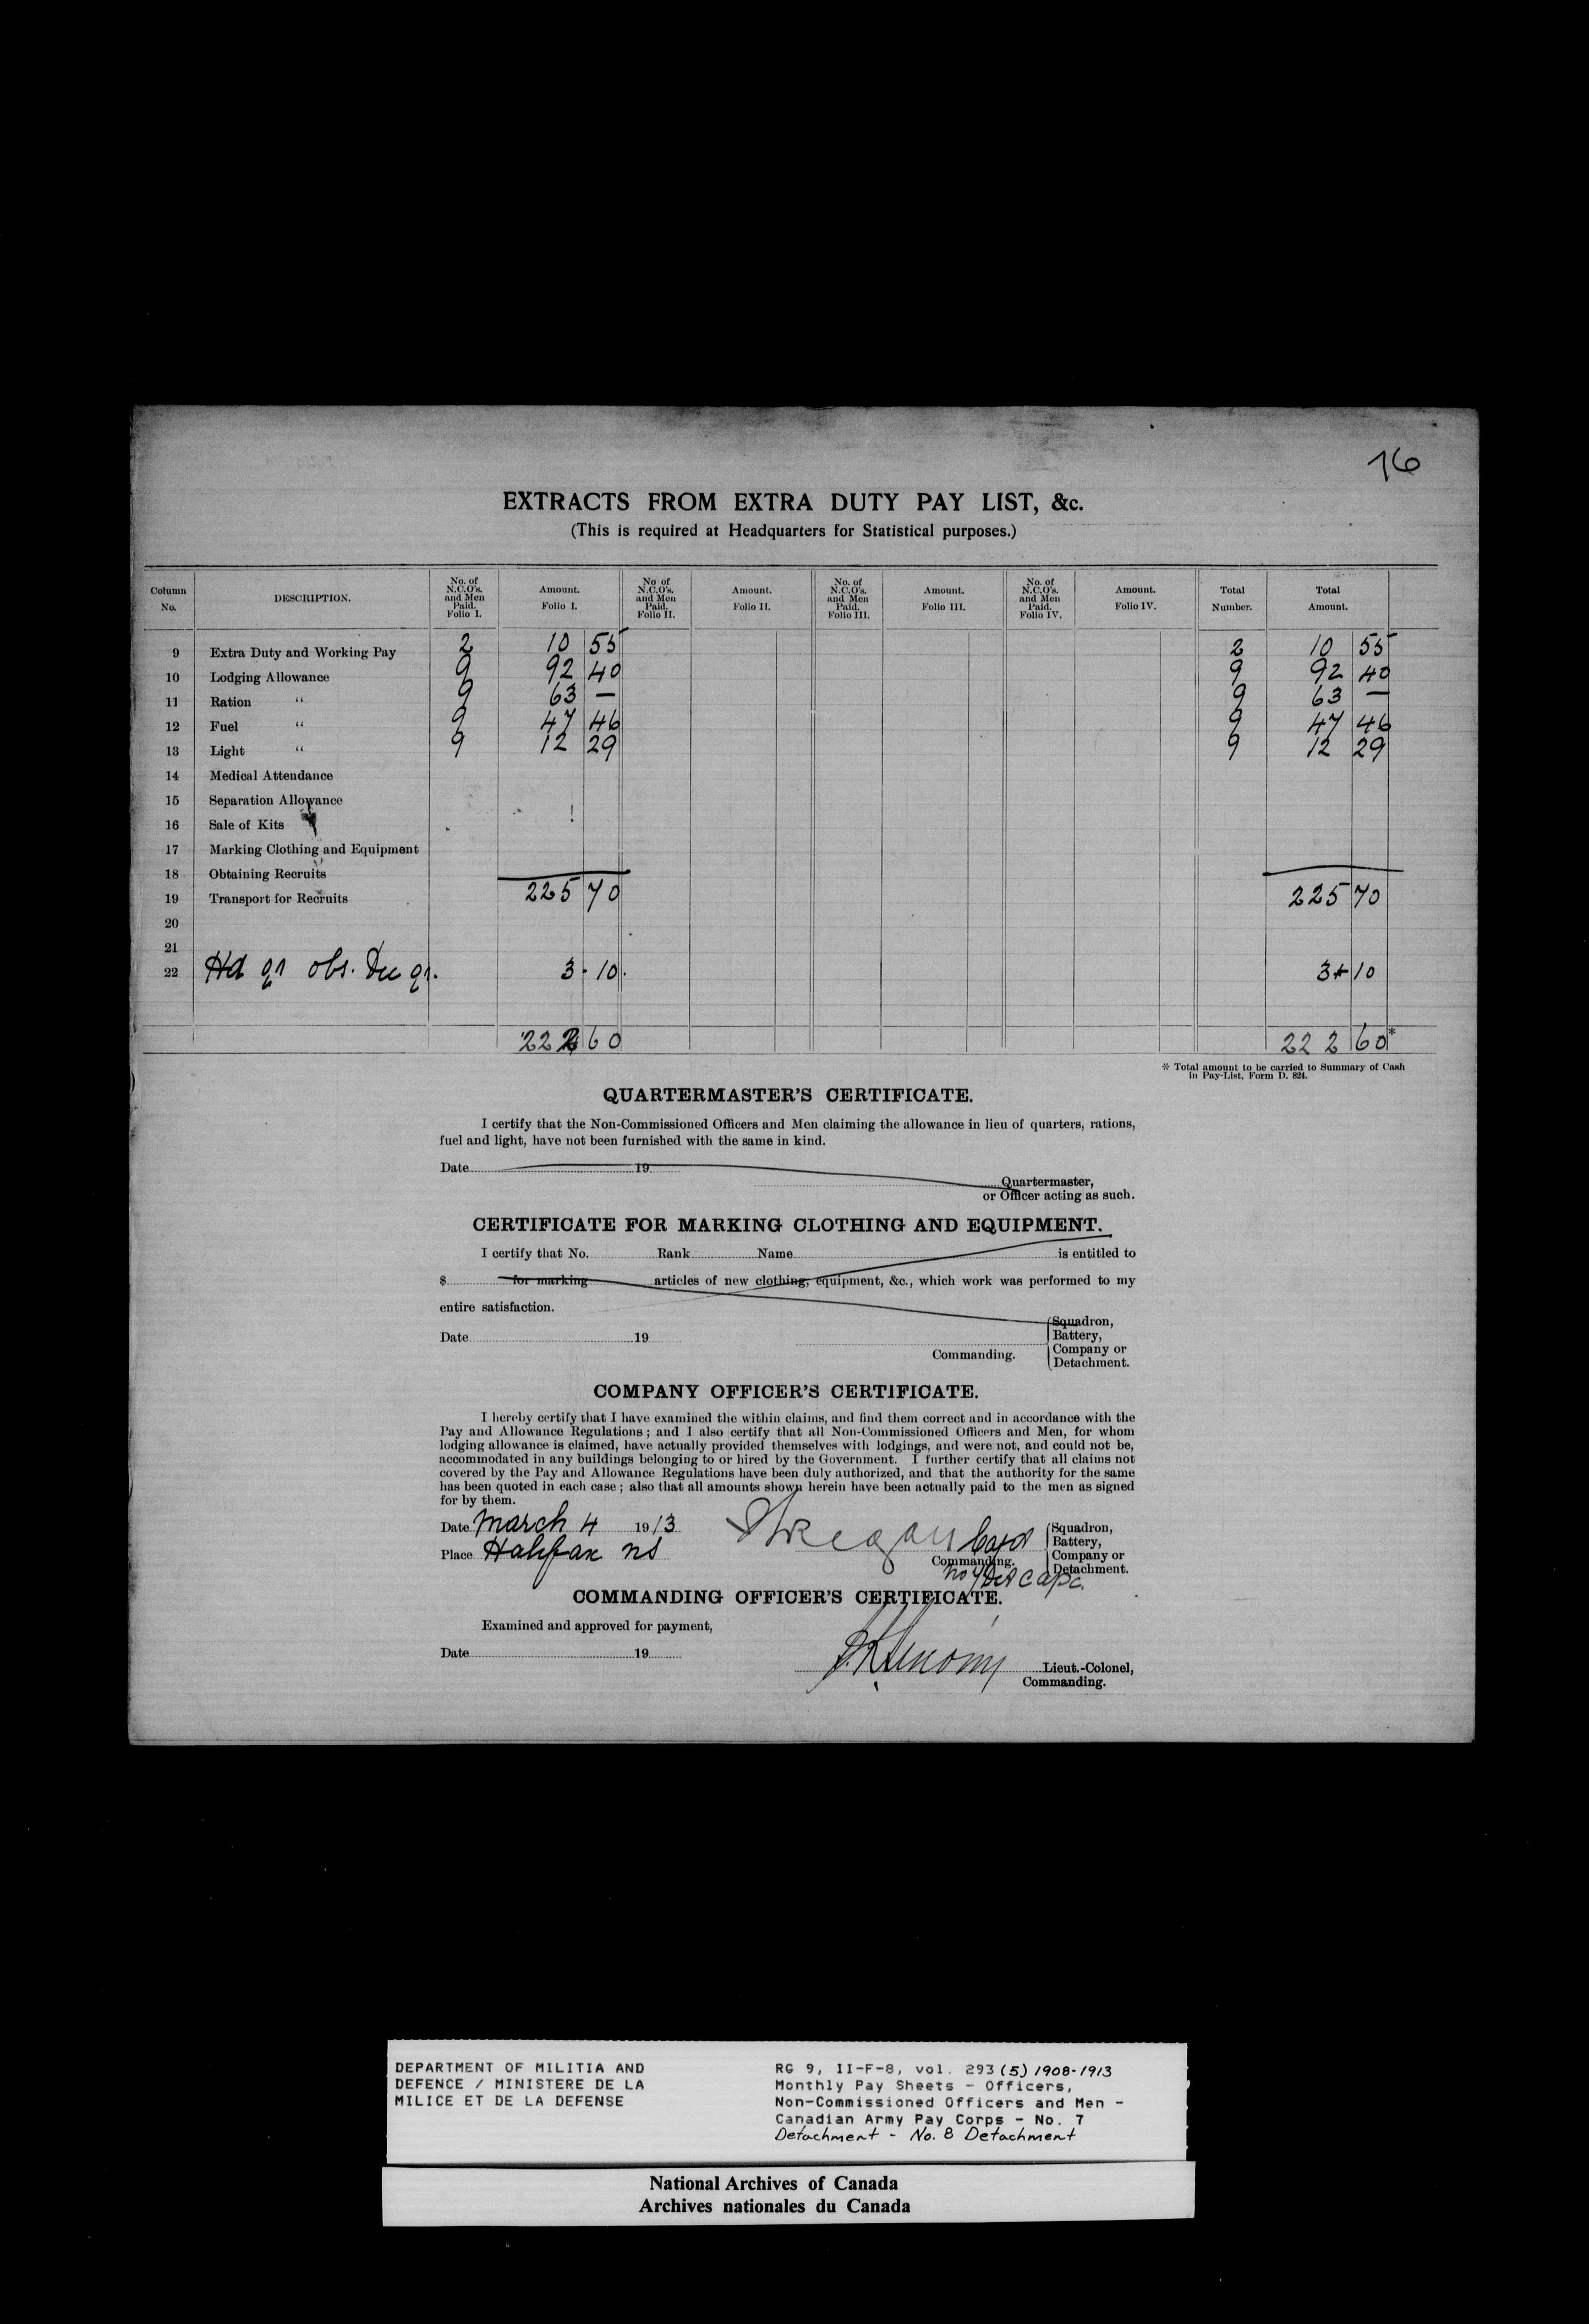 76
EXTRACTS FROM EXTRA DUTY PAY LIST, &c.
(This is required at Headquarters for Statistical purposes.)
Column No. DESCRIPTION. No. of N.C.O's. and Men Paid. Folio I. Amount. Folio I. No of N.C.O's. and Men Paid. Folio II. Amount. Folio II. No. of N.C.O's. and Men Paid. Folio III. Amount. Folio III. No. of N.C.O's. and Men Paid. Folio IV. Amount. Folio IV. Total Number. Total Amount.
9 Extra Duty and Working Pay 2 10 55 2 10 55
10 Lodging Allowance 9 92 40 9 92 40
11 Ration “ 9 63 — 9 63 —
12 Fuel “ 9 47 46 9 47 46
13 Light “ 9 12 29 9 12 29
14 Medical Attendance
15 Separation Allowance
16 Sale of Kits
17 Marking Clothing and Equipment
18 Obtaining Recruits
19 Transport for Recruits 225 70 225 70
20
21
22 Hd qr obs. Dec qr. 3 10 3 10
222 60 222 60*
* Total amount to be carried to Summary of Cash
in Pay-List, Form D. 821.
QUARTERMASTER'S CERTIFICATE.
I certify that the Non-Commissioned Officers and Men claiming the allowance in lieu of quarters, rations,
fuel and light, have not been furnished with the same in kind.
Date 19
Quartermaster,
or Officer acting as such.
CERTIFICATE FOR MARKING CLOTHING AND EQUIPMENT.
I certify that No. Rank Name is entitled to
$ for marking articles of new clothing, equipment, &c., which work was performed to my
entire satisfaction.
Date 19
Commanding.
Squadron,
Battery,
Company or
Detachment.
COMPANY OFFICER'S CERTIFICATE.
I hereby certify that I have examined the within claims, and find them correct and in accordance with the
Pay and Allowance Regulations; and I also certify that all Non-Commissioned Officers and Men, for whom
lodging allowance is claimed, have actually provided themselves with lodgings, and were not, and could not be,
accommodated in any buildings belonging to or hired by the Government. I further certify that all claims not
covered by the Pay and Allowance Regulations have been duly authorized, and that the authority for the same
has been quoted in each case; also that all amounts shown herein have been actually paid to the men as signed
for by them.
Date March 4 1913
Place Halifax NS
Regan Capt
Commanding.
Squadron,
Battery,
Company or
Detachment.
No 7 Det CAPC.
COMMANDING OFFICER'S CERTIFICATE.
Examined and approved for payment,
Date 19
Lieut.-Colonel,
Commanding.
DEPARTMENT OF MILITIA AND
DEFENCE / MINISTERE DE LA
MILICE ET DE LA DEFENSE
RG 9, II-F-8, vol. 293 (5) 1908-1913
Monthly Pay Sheets - Officers,
Non-Commissioned Officers and Men -
Canadian Army Pay Corps - No. 7
Detachment - No. 8 Detachment
National Archives of Canada
Archives nationales du Canada